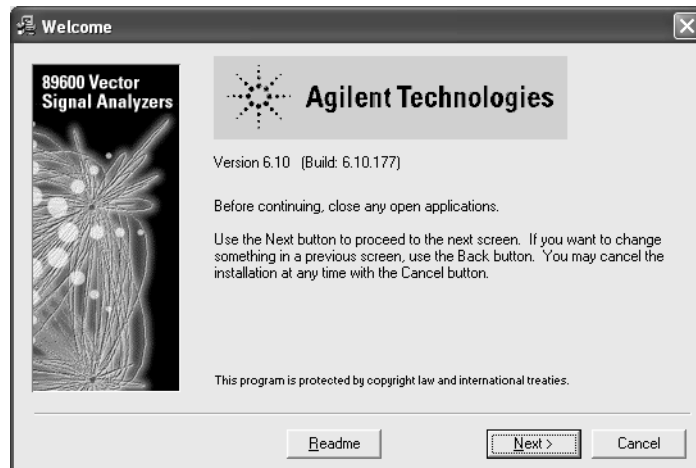 Welcome
89600 Vector
Signal Analyzers
Agilent Technologies
Version 6.10 (Build: 6.10.177)
Before continuing, close any open applications.
Use the Next button to proceed to the next screen. If you want to change
something in a previous screen, use the Back button. You may cancel the
installation at any time with the Cancel button.
This program is protected by copyright law and international treaties.
Readme
Next >
Cancel